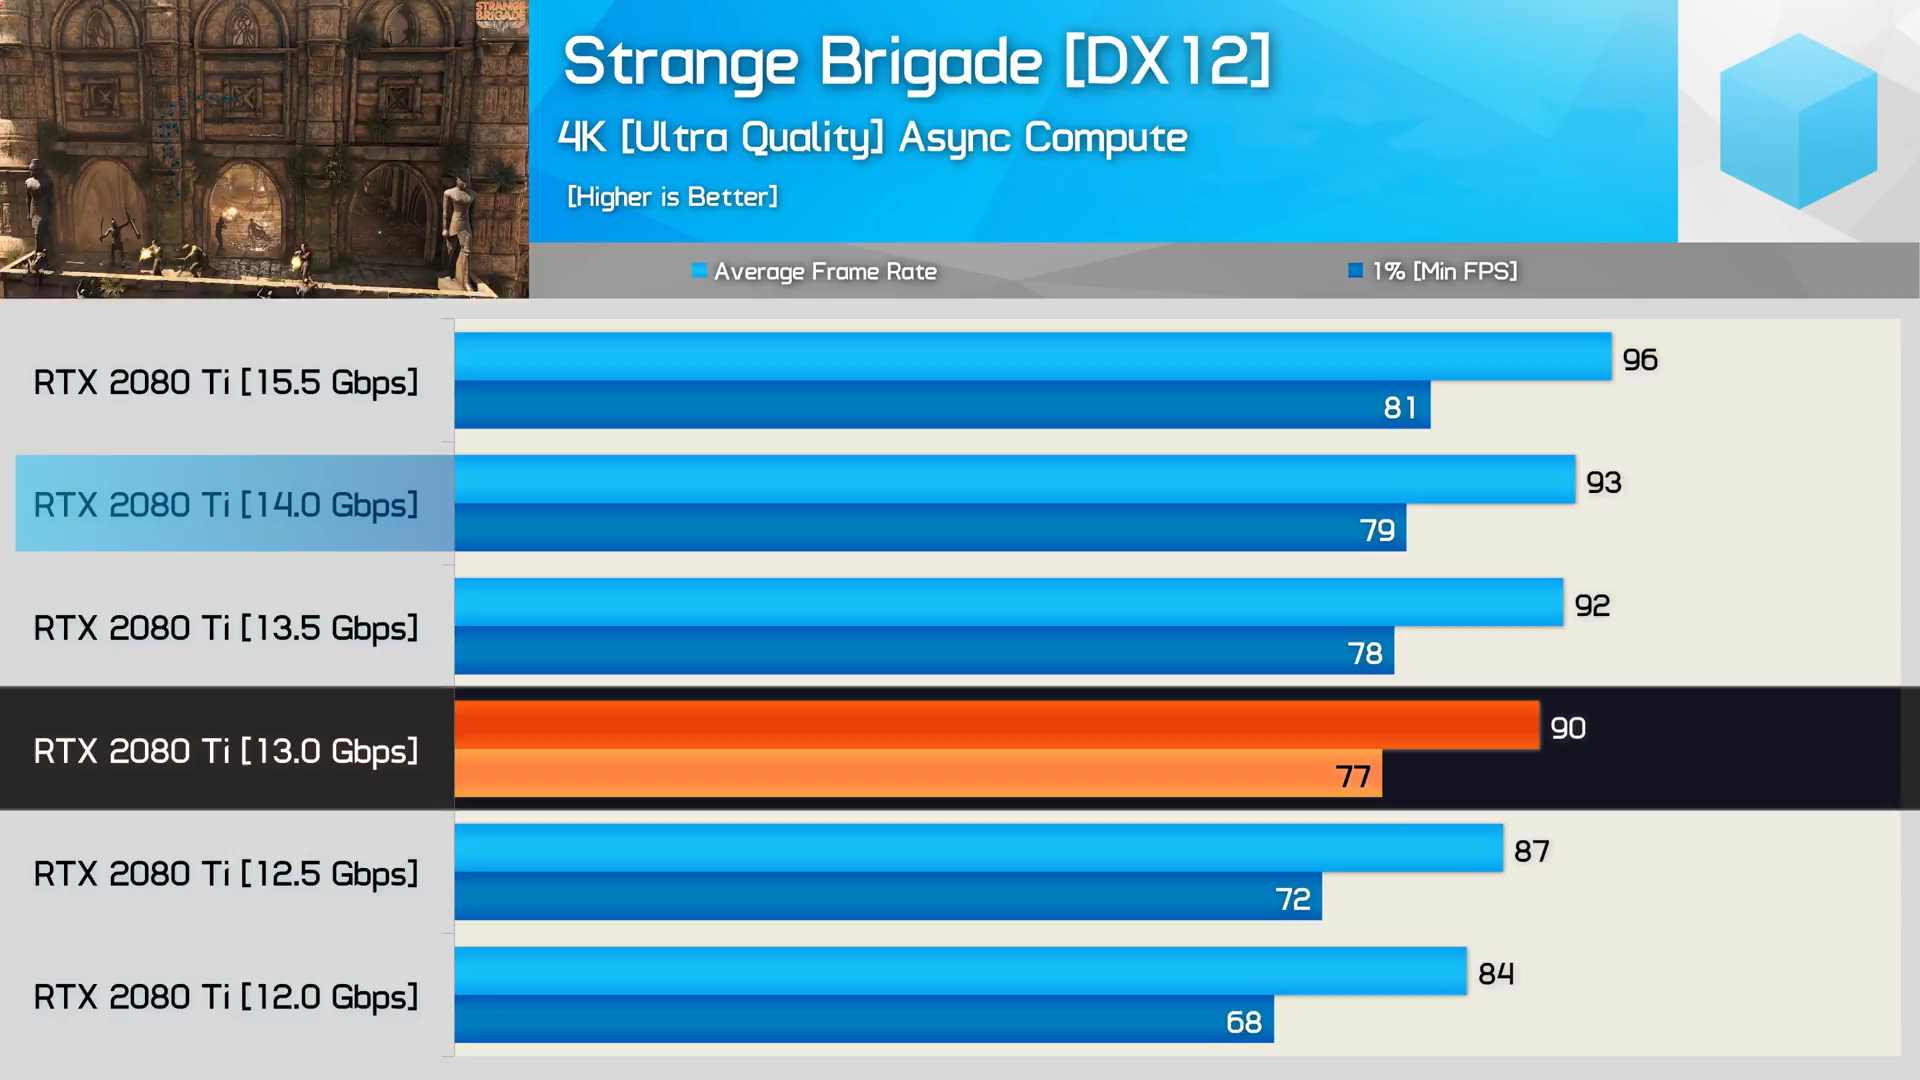 STRANGE
BRIGADE
Strange Brigade [DX12]
4K [Ultra Quality] Async Compute
[Higher is Better]
Average Frame Rate
1% [Min FPS]
RTX 2080 Ti [15.5 Gbps]
96
81
RTX 2080 Ti [14.0 Gbps]
93
79
RTX 2080 Ti [13.5 Gbps]
92
78
RTX 2080 Ti [13.0 Gbps]
90
77
RTX 2080 Ti [12.5 Gbps]
87
72
RTX 2080 Ti [12.0 Gbps]
84
68